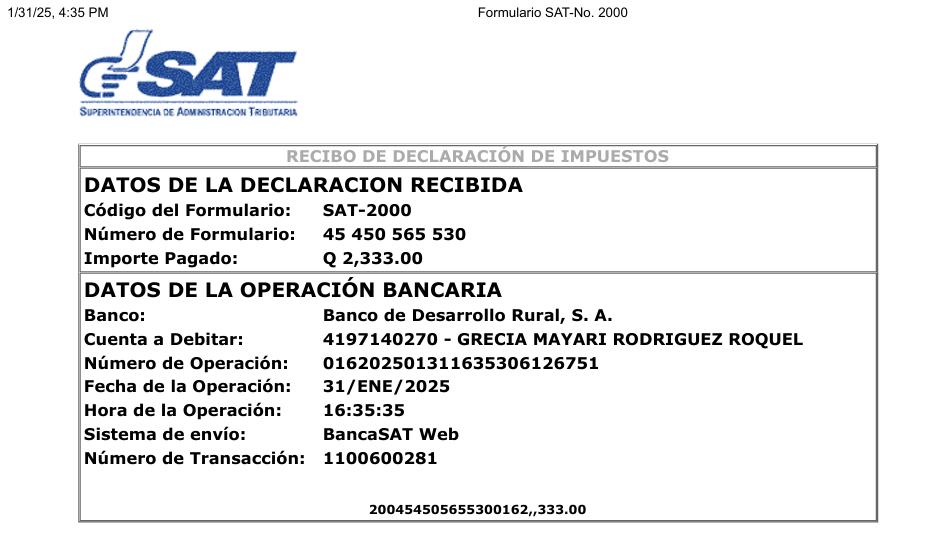 1/31/25, 4:35 PM Formulario SAT-No. 2000
SAT
SUPERINTENDENCIA DE ADMINISTRACION TRIBUTARIA
RECIBO DE DECLARACIÓN DE IMPUESTOS
DATOS DE LA DECLARACION RECIBIDA
Código del Formulario: SAT-2000
Número de Formulario: 45 450 565 530
Importe Pagado: Q 2,333.00
DATOS DE LA OPERACIÓN BANCARIA
Banco: Banco de Desarrollo Rural, S. A.
Cuenta a Debitar: 4197140270 - GRECIA MAYARI RODRIGUEZ ROQUEL
Número de Operación: 016202501311635306126751
Fecha de la Operación: 31/ENE/2025
Hora de la Operación: 16:35:35
Sistema de envío: BancaSAT Web
Número de Transacción: 1100600281
200454505655300162,,333.00